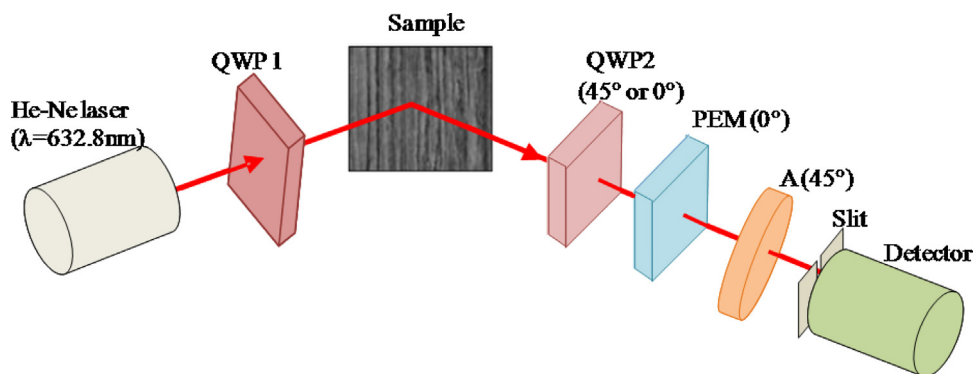 Sample
QWP 1
QWP2
(45° or 0°)
He-Ne laser
(λ=632.8nm)
PEM (0°)
A (45°)
Slit
Detector